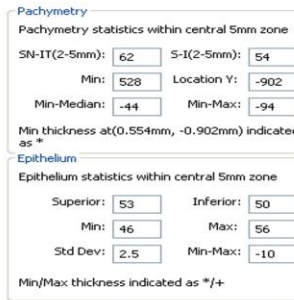 Pachymetry
Pachymetry statistics within central 5mm zone
SN-IT(2-5mm): 62 S-I(2-5mm): 54
Min: 528 Location Y: -902
Min-Median: -44 Min-Max: -94
Min thickness at(0.554mm, -0.902mm) indicated
as *
Epithelium
Epithelium statistics within central 5mm zone
Superior: 53 Inferior: 50
Min: 46 Max: 56
Std Dev: 2.5 Min-Max: -10
Min/Max thickness indicated as */+